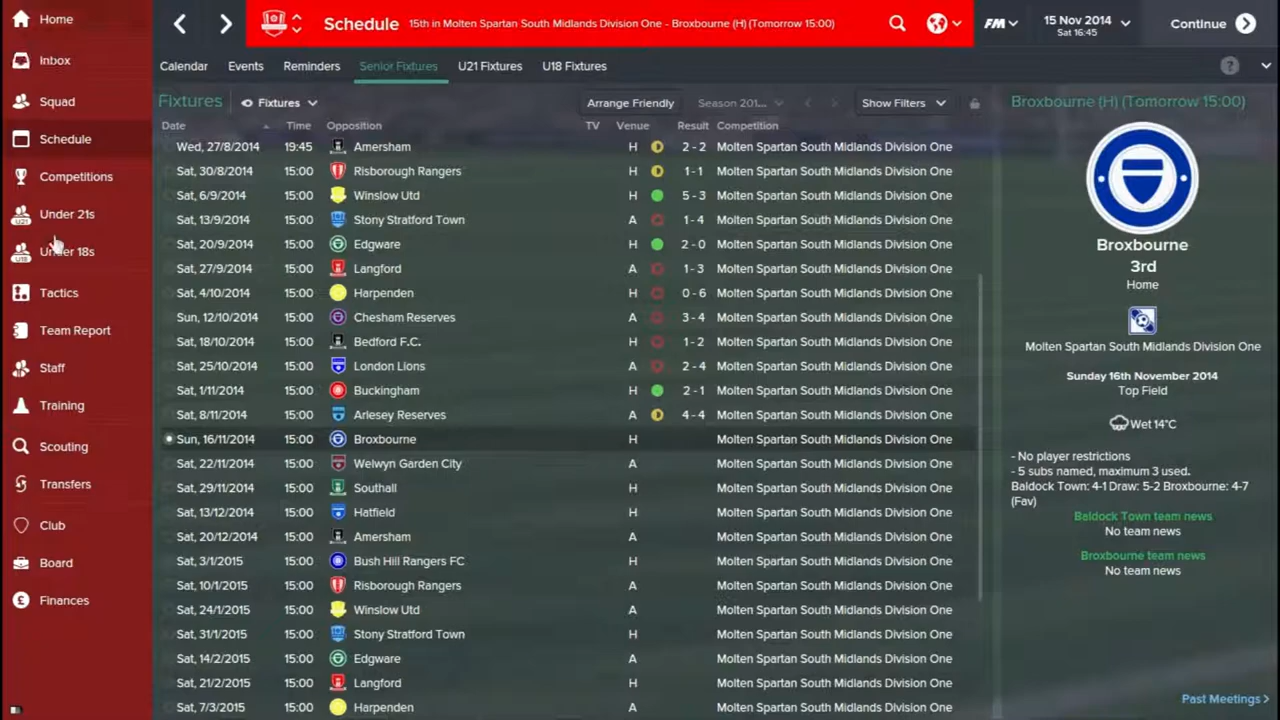 Home
Inbox
Squad
Schedule
Competitions
Under 21s
Under 18s
Tactics
Team Report
Staff
Training
Scouting
Transfers
Club
Board
Finances
Schedule 15th in Molten Spartan South Midlands Division One - Broxbourne (H) (Tomorrow 15:00)
FM
15 Nov 2014
Sat 16:45
Continue
Calendar Events Reminders Senior Fixtures U21 Fixtures U18 Fixtures
Fixtures Fixtures Arrange Friendly Season 201... Show Filters
Date Time Opposition TV Venue Result Competition
Wed, 27/8/2014 19:45 Amersham H 2 - 2 Molten Spartan South Midlands Division One
Sat, 30/8/2014 15:00 Risborough Rangers H 1 - 1 Molten Spartan South Midlands Division One
Sat, 6/9/2014 15:00 Winslow Utd H 5 - 3 Molten Spartan South Midlands Division One
Sat, 13/9/2014 15:00 Stony Stratford Town A 1 - 4 Molten Spartan South Midlands Division One
Sat, 20/9/2014 15:00 Edgware H 2 - 0 Molten Spartan South Midlands Division One
Sat, 27/9/2014 15:00 Langford A 1 - 3 Molten Spartan South Midlands Division One
Sat, 4/10/2014 15:00 Harpenden H 0 - 6 Molten Spartan South Midlands Division One
Sun, 12/10/2014 15:00 Chesham Reserves A 3 - 4 Molten Spartan South Midlands Division One
Sat, 18/10/2014 15:00 Bedford F.C. H 1 - 2 Molten Spartan South Midlands Division One
Sat, 25/10/2014 15:00 London Lions A 2 - 4 Molten Spartan South Midlands Division One
Sat, 1/11/2014 15:00 Buckingham H 2 - 1 Molten Spartan South Midlands Division One
Sat, 8/11/2014 15:00 Arlesey Reserves A 4 - 4 Molten Spartan South Midlands Division One
Sun, 16/11/2014 15:00 Broxbourne H Molten Spartan South Midlands Division One
Sat, 22/11/2014 15:00 Welwyn Garden City A Molten Spartan South Midlands Division One
Sat, 29/11/2014 15:00 Southall H Molten Spartan South Midlands Division One
Sat, 13/12/2014 15:00 Hatfield H Molten Spartan South Midlands Division One
Sat, 20/12/2014 15:00 Amersham A Molten Spartan South Midlands Division One
Sat, 3/1/2015 15:00 Bush Hill Rangers FC H Molten Spartan South Midlands Division One
Sat, 10/1/2015 15:00 Risborough Rangers A Molten Spartan South Midlands Division One
Sat, 24/1/2015 15:00 Winslow Utd A Molten Spartan South Midlands Division One
Sat, 31/1/2015 15:00 Stony Stratford Town H Molten Spartan South Midlands Division One
Sat, 14/2/2015 15:00 Edgware A Molten Spartan South Midlands Division One
Sat, 21/2/2015 15:00 Langford H Molten Spartan South Midlands Division One
Sat, 7/3/2015 15:00 Harpenden A Molten Spartan South Midlands Division One
Broxbourne (H) (Tomorrow 15:00)
Broxbourne
3rd
Home
Molten Spartan South Midlands Division One
Sunday 16th November 2014
Top Field
Wet 14°C
- No player restrictions
- 5 subs named, maximum 3 used.
Baldock Town: 4-1 Draw: 5-2 Broxbourne: 4-7
(Fav)
Baldock Town team news
No team news
Broxbourne team news
No team news
Past Meetings >